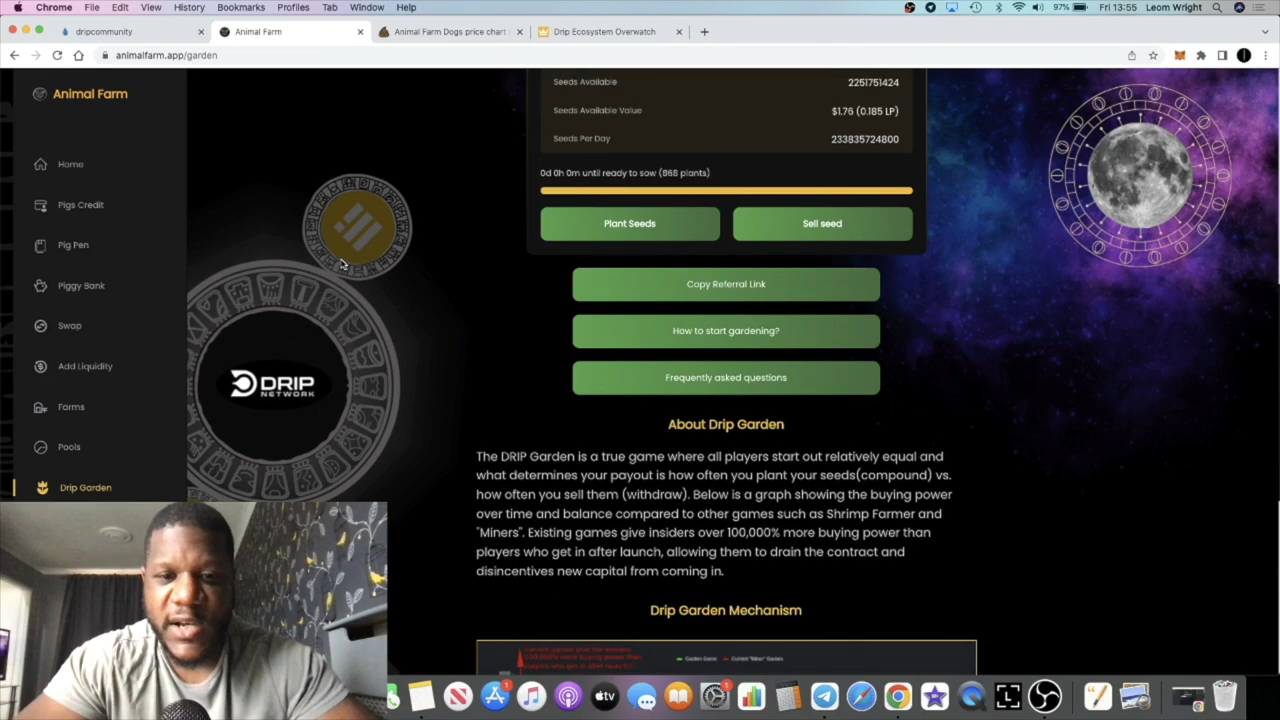 Chrome File Edit View History Bookmarks Profiles Tab Window Help 97% Fri 13:55 Leom Wright
dripcommunity Animal Farm Animal Farm Dogs price chart Drip Ecosystem Overwatch
animalfarm.app/garden
Animal Farm
Home
Pigs Credit
Pig Pen
Piggy Bank
Swap
Add Liquidity
Farms
Pools
Drip Garden
DRIP
NETWORK
Seeds Available 2251751424
Seeds Available Value $1.76 (0.185 LP)
Seeds Per Day 233835724800
0d 0h 0m until ready to sow (868 plants)
Plant Seeds Sell seed
Copy Referral Link
How to start gardening?
Frequently asked questions
About Drip Garden
The DRIP Garden is a true game where all players start out relatively equal and
what determines your payout is how often you plant your seeds(compound) vs.
how often you sell them (withdraw). Below is a graph showing the buying power
over time and balance compared to other games such as Shrimp Farmer and
"Miners". Existing games give insiders over 100,000% more buying power than
players who get in after launch, allowing them to drain the contract and
disincentives new capital from coming in.
Drip Garden Mechanism
Garden Game Current "Miner" Games
tv
1
1